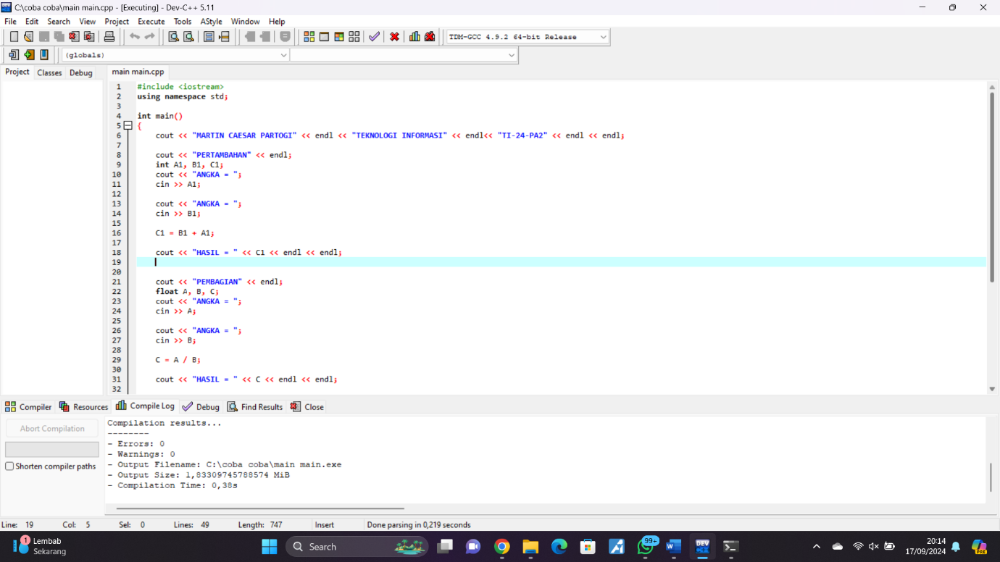 C:\coba coba\main main.cpp - [Executing] - Dev-C++ 5.11
File Edit Search View Project Execute Tools AStyle Window Help
TDM-GCC 4.9.2 64-bit Release
(globals)
Project Classes Debug main main.cpp
1 #include <iostream>
2 using namespace std;
3
4 int main()
5 {
6 cout << "MARTIN CAESAR PARTOGI" << endl << "TEKNOLOGI INFORMASI" << endl<< "TI-24-PA2" << endl << endl;
7
8 cout << "PERTAMBAHAN" << endl;
9 int A1, B1, C1;
10 cout << "ANGKA = ";
11 cin >> A1;
12
13 cout << "ANGKA = ";
14 cin >> B1;
15
16 C1 = B1 + A1;
17
18 cout << "HASIL = " << C1 << endl << endl;
19
20
21 cout << "PEMBAGIAN" << endl;
22 float A, B, C;
23 cout << "ANGKA = ";
24 cin >> A;
25
26 cout << "ANGKA = ";
27 cin >> B;
28
29 C = A / B;
30
31 cout << "HASIL = " << C << endl << endl;
32
Compiler Resources Compile Log Debug Find Results Close
Abort Compilation
Shorten compiler paths
Compilation results...
--------
- Errors: 0
- Warnings: 0
- Output Filename: C:\coba coba\main main.exe
- Output Size: 1,83309745788574 MiB
- Compilation Time: 0,38s
Line: 19 Col: 5 Sel: 0 Lines: 49 Length: 747 Insert Done parsing in 0,219 seconds
1
Lembab
Sekarang
Search
99+
W
DEV
PRE
20:14
17/09/2024